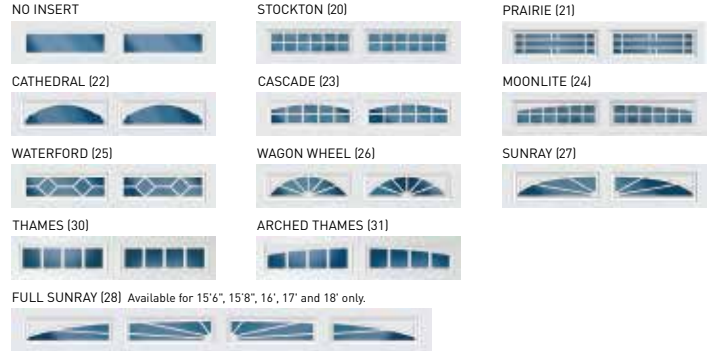 NO INSERT
STOCKTON (20)
PRAIRIE (21)
CATHEDRAL (22)
CASCADE (23)
MOONLITE (24)
WATERFORD (25)
WAGON WHEEL (26)
SUNRAY (27)
THAMES (30)
ARCHED THAMES (31)
FULL SUNRAY (28) Available for 15'6", 15'8", 16', 17' and 18' only.